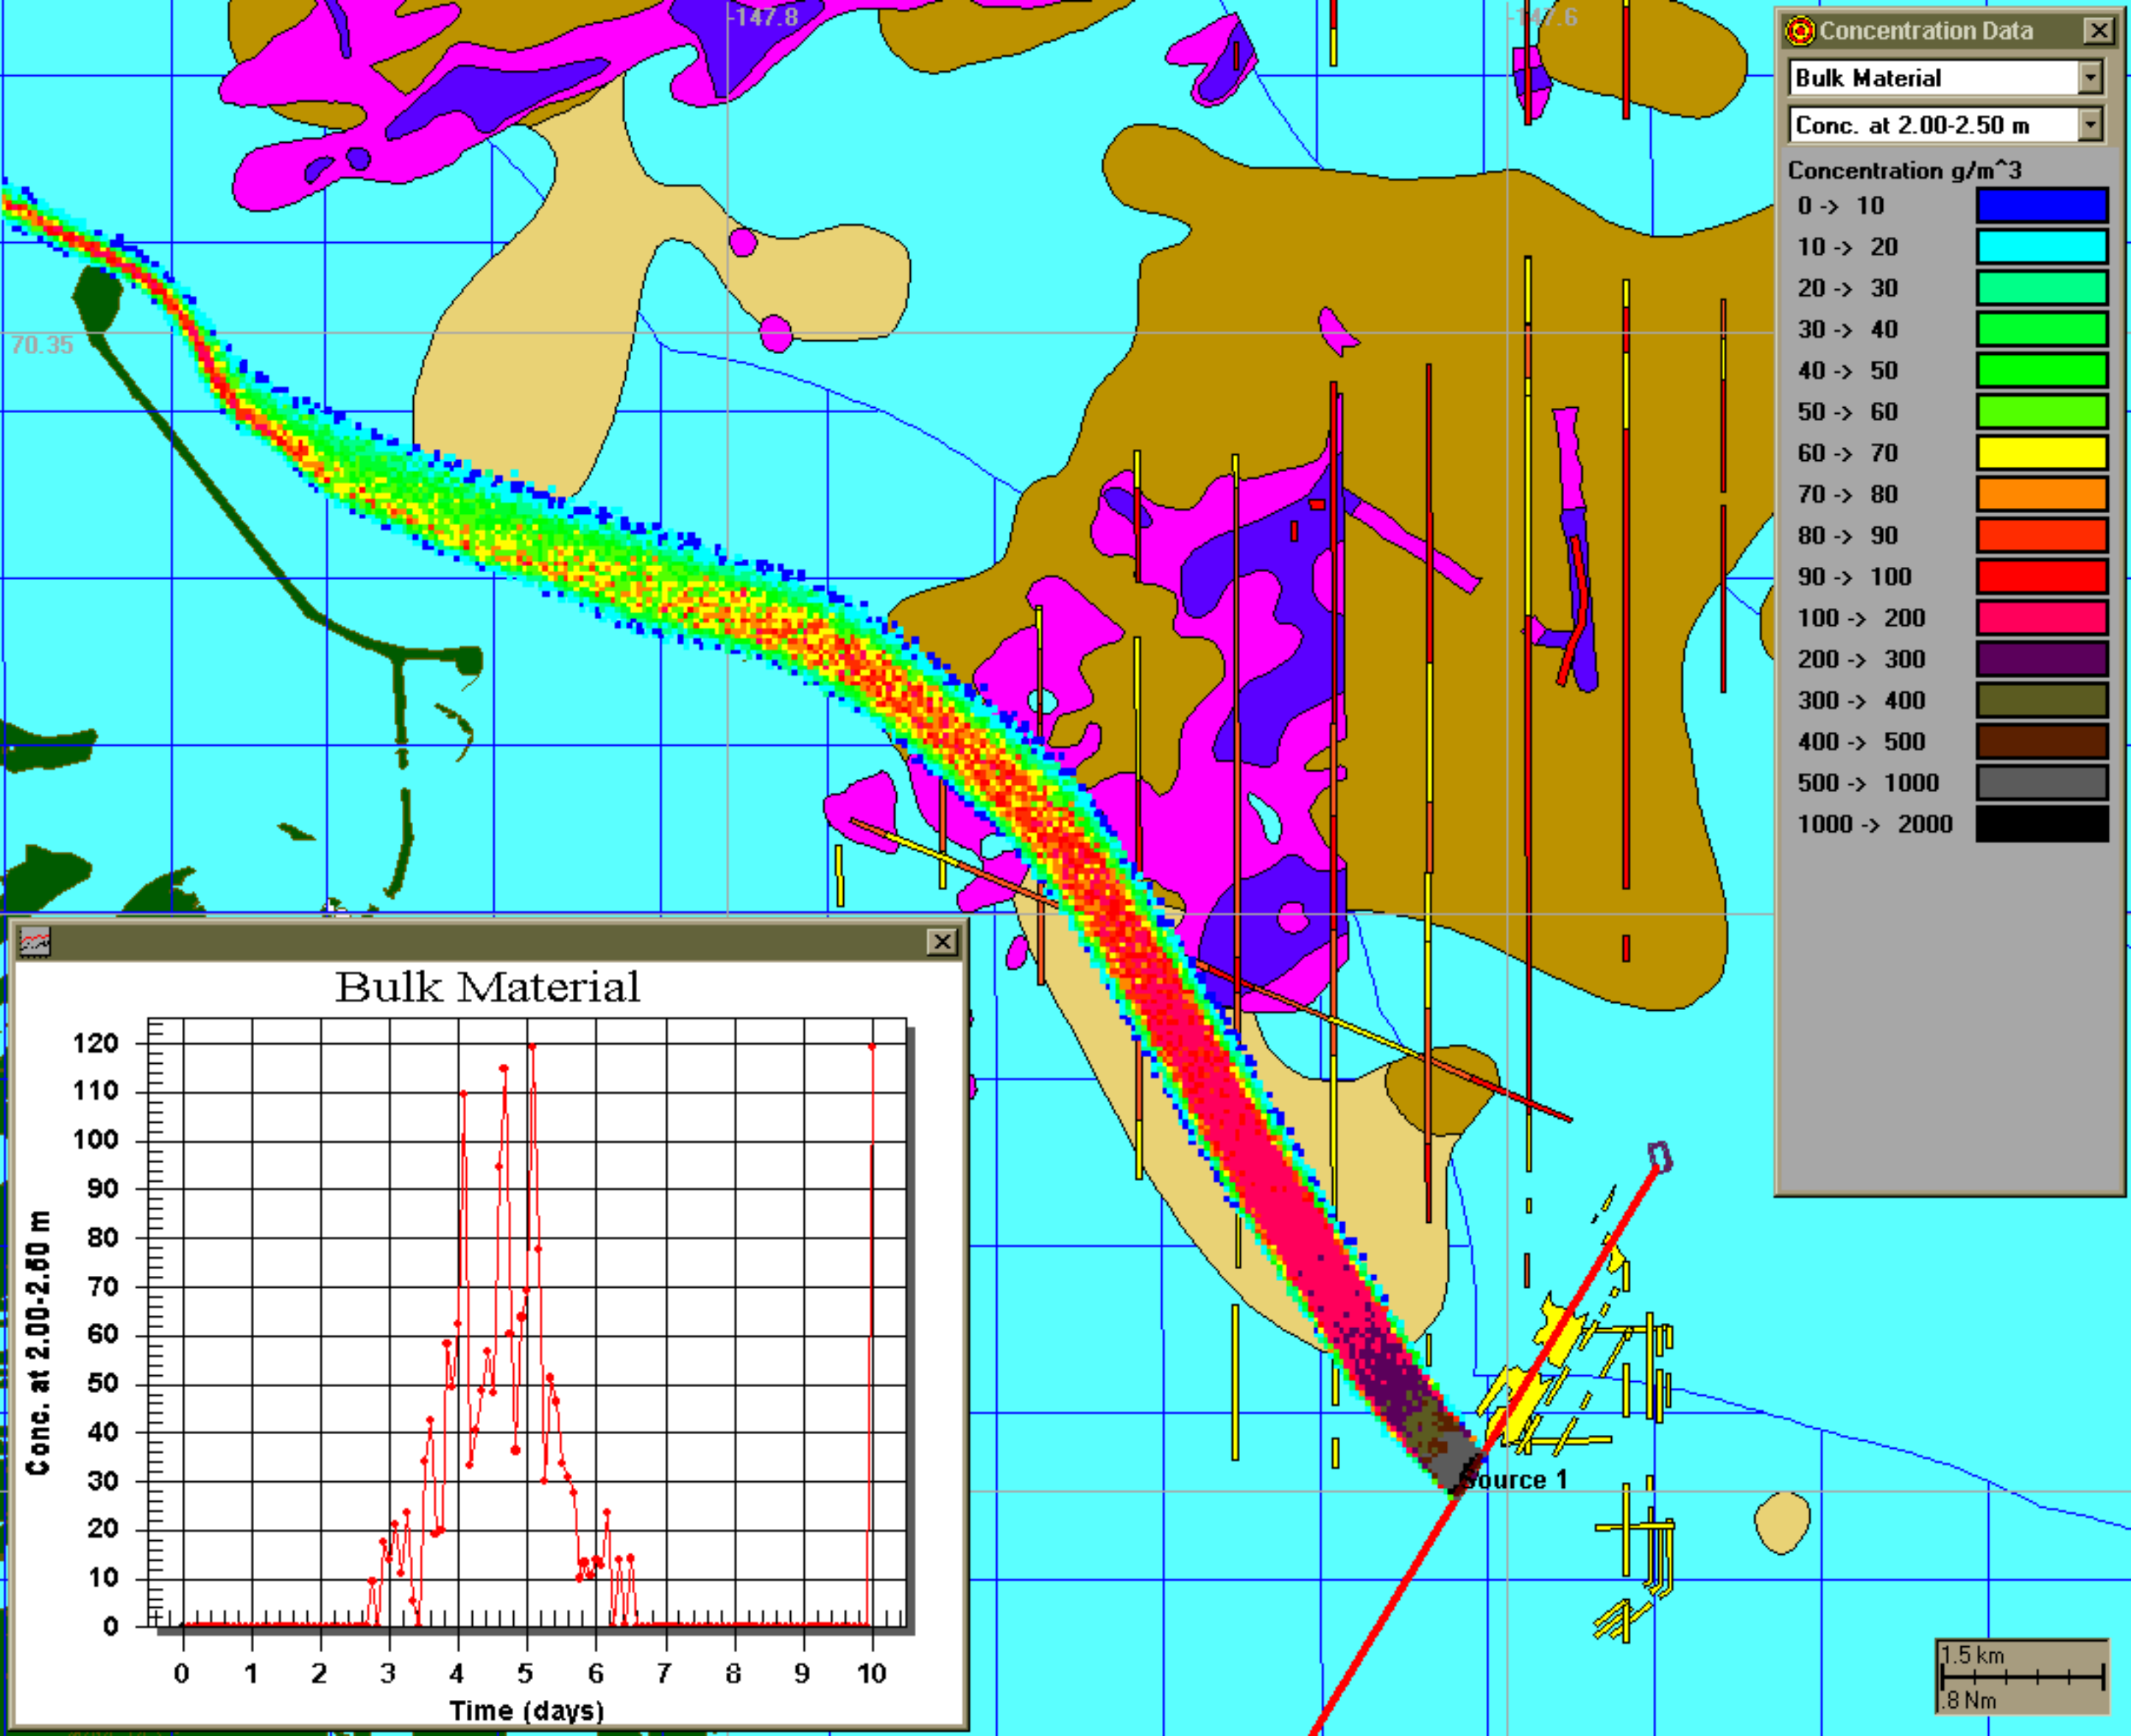 -147.8
-147.6
70.35
Concentration Data
Bulk Material
Conc. at 2.00-2.50 m
Concentration g/m^3
0 -> 10
10 -> 20
20 -> 30
30 -> 40
40 -> 50
50 -> 60
60 -> 70
70 -> 80
80 -> 90
90 -> 100
100 -> 200
200 -> 300
300 -> 400
400 -> 500
500 -> 1000
1000 -> 2000
Bulk Material
Conc. at 2.00-2.50 m
120
110
100
90
80
70
60
50
40
30
20
10
0
0 1 2 3 4 5 6 7 8 9 10
Time (days)
Source 1
1.5 km
.8 Nm